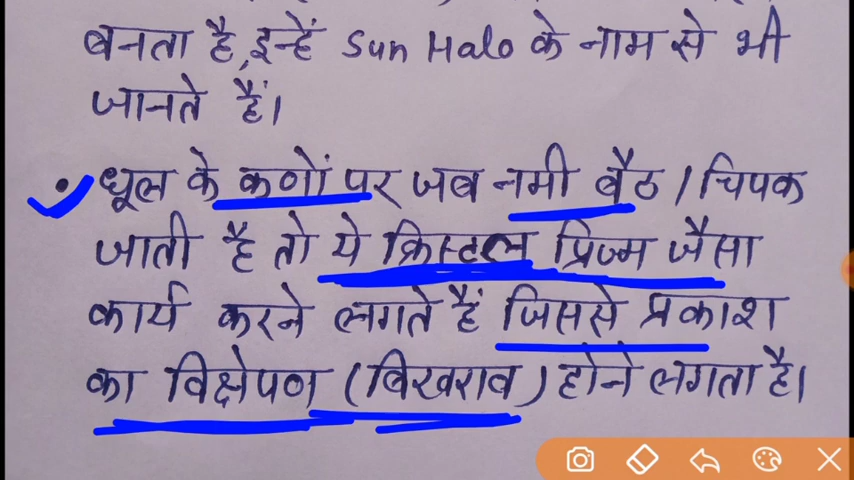 बनता है, इन्हें Sun Halo के नाम से भी
जानते हैं।
• धूल के कणों पर जब नमी बैठ / चिपक
जाती है तो ये क्रिस्टल प्रिज्म जैसा
कार्य करने लगते हैं जिससे प्रकाश
का विक्षेपण (बिखराव) होने लगता है।